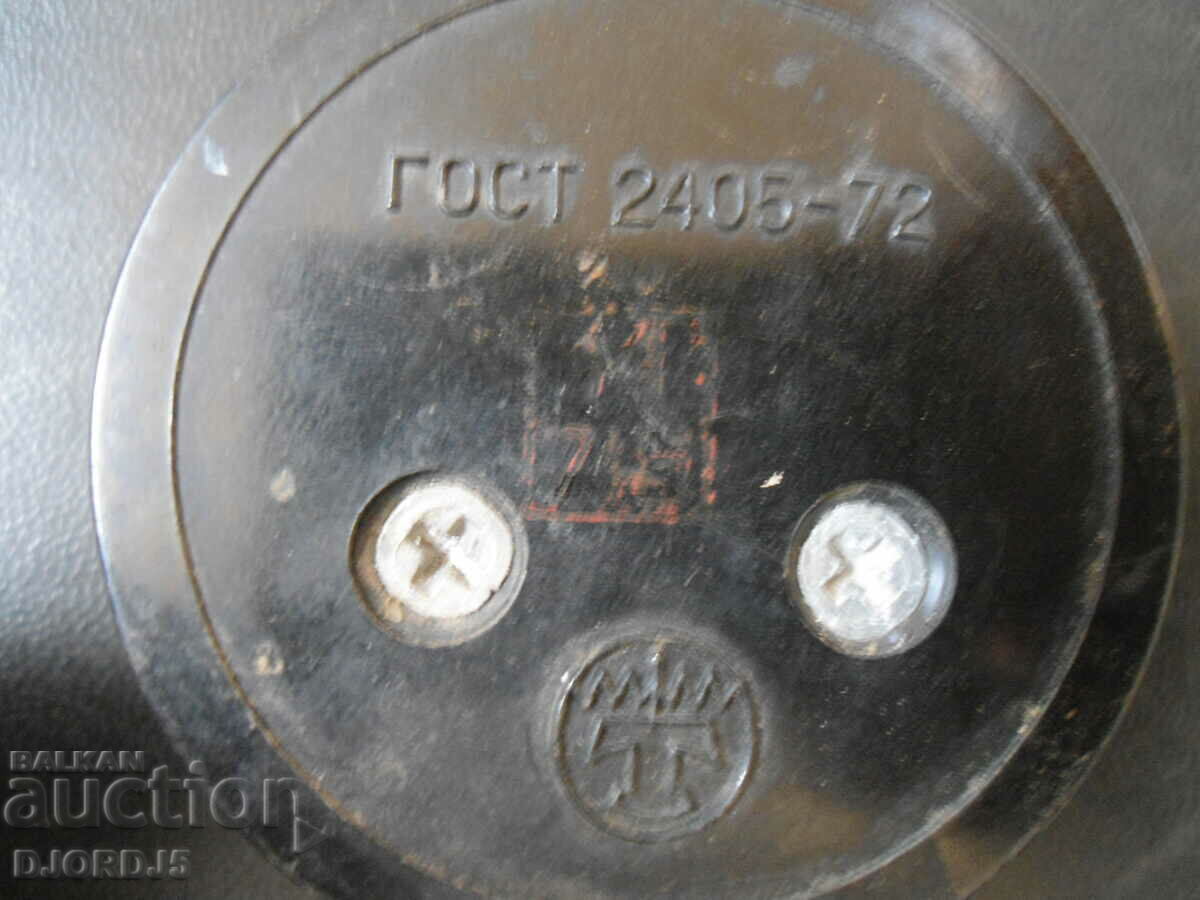 ГОСТ 2405-72
BALKAN
auction
DJORDJ5